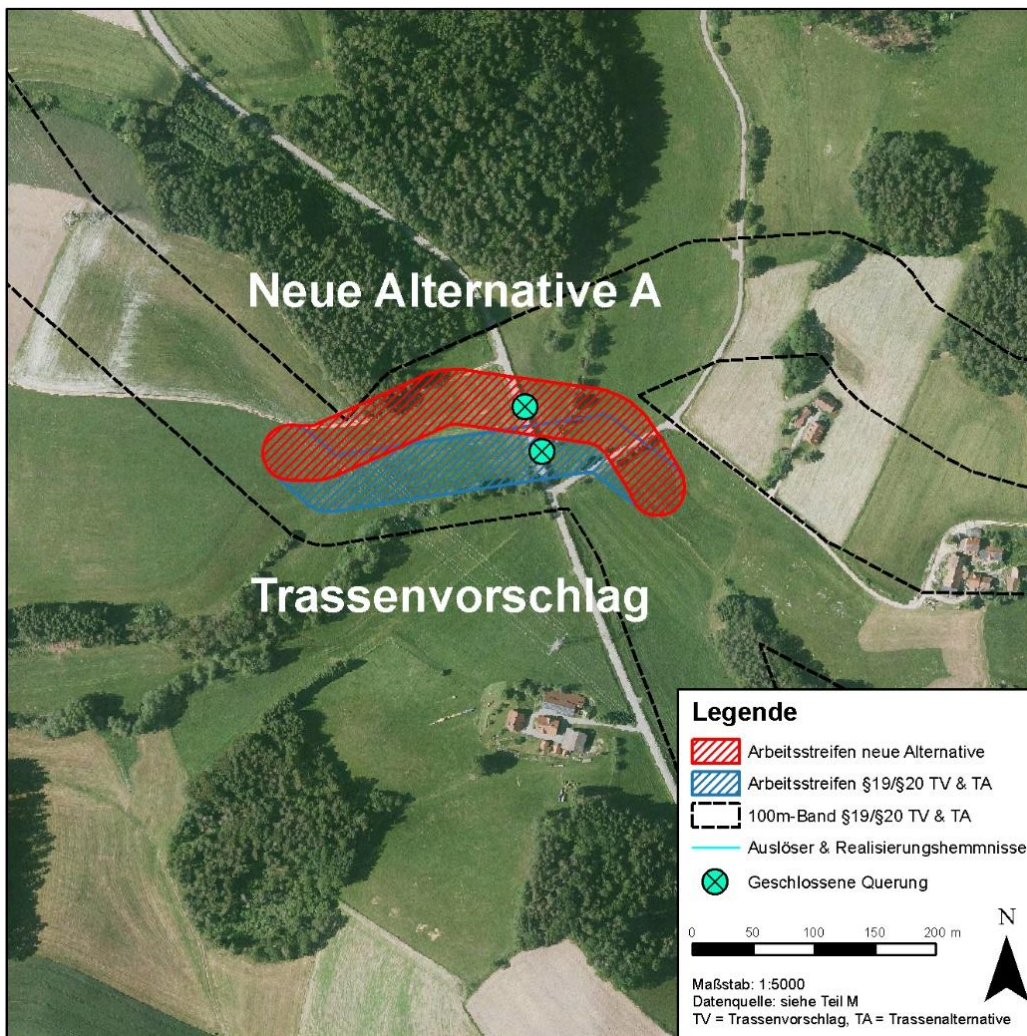 Neue Alternative A
Trassenvorschlag
Legende
Arbeitsstreifen neue Alternative
Arbeitsstreifen §19/§20 TV & TA
100m-Band §19/§20 TV & TA
Auslöser & Realisierungshemmnisse
Geschlossene Querung
N
0 50 100 150 200 m
Maßstab: 1:5000
Datenquelle: siehe Teil M
TV = Trassenvorschlag, TA = Trassenalternative